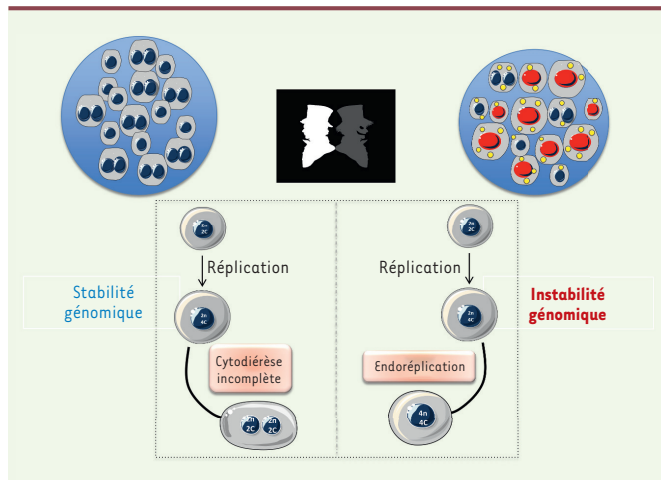 2n
2C
2n
2C
Réplication
Réplication
Stabilité
génomique
2n
4C
2n
4C
Instabilité
génomique
Cytodiérèse
incomplète
Endoréplication
2n
2C
2n
2C
4n
4C